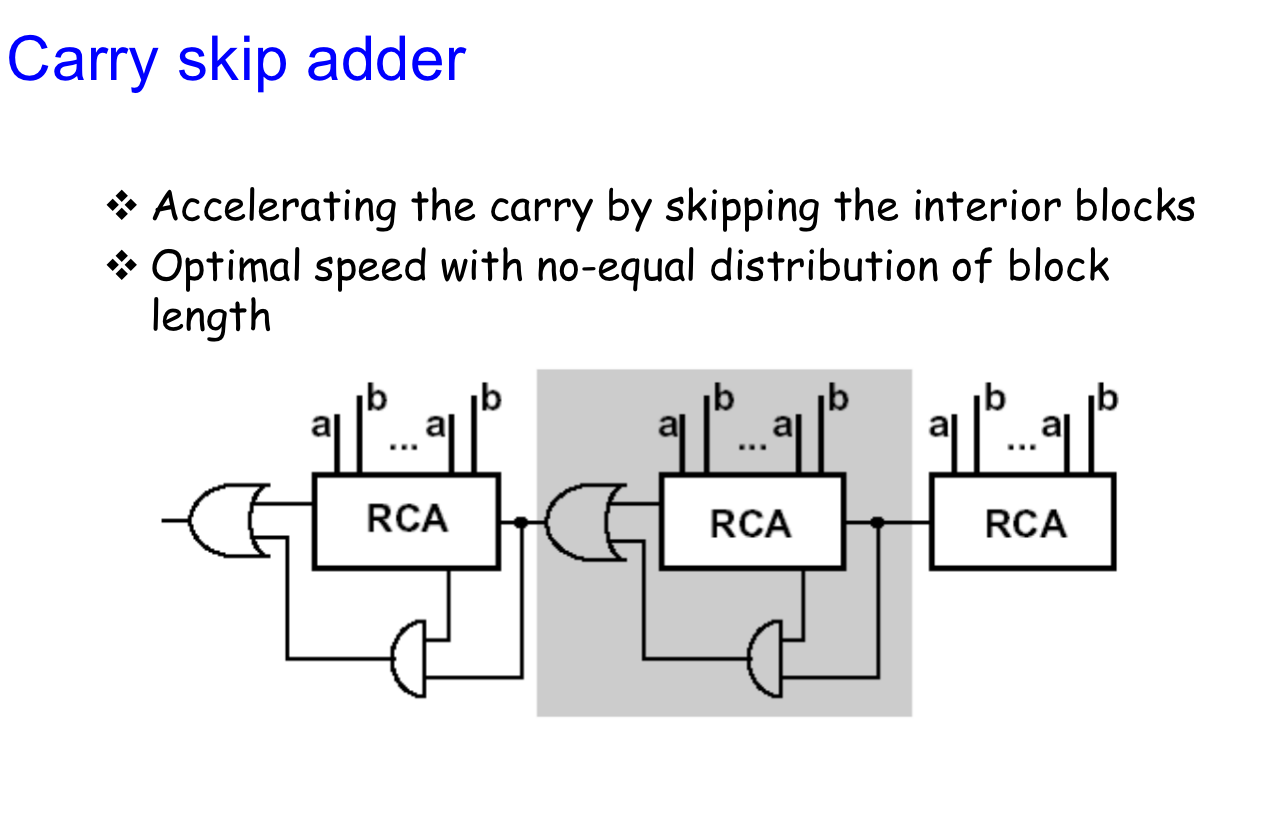 Carry skip adder
❖ Accelerating the carry by skipping the interior blocks
❖ Optimal speed with no-equal distribution of block
length
a b ... a b
a b ... a b
a b ... a b
RCA
RCA
RCA